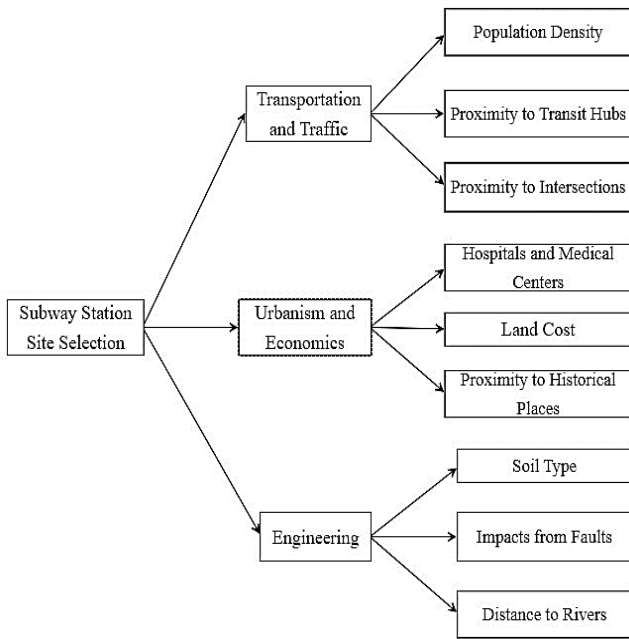 Subway Station
Site Selection
Transportation
and Traffic
Population Density
Proximity to Transit Hubs
Proximity to Intersections
Urbanism and
Economics
Hospitals and Medical
Centers
Land Cost
Proximity to Historical
Places
Engineering
Soil Type
Impacts from Faults
Distance to Rivers